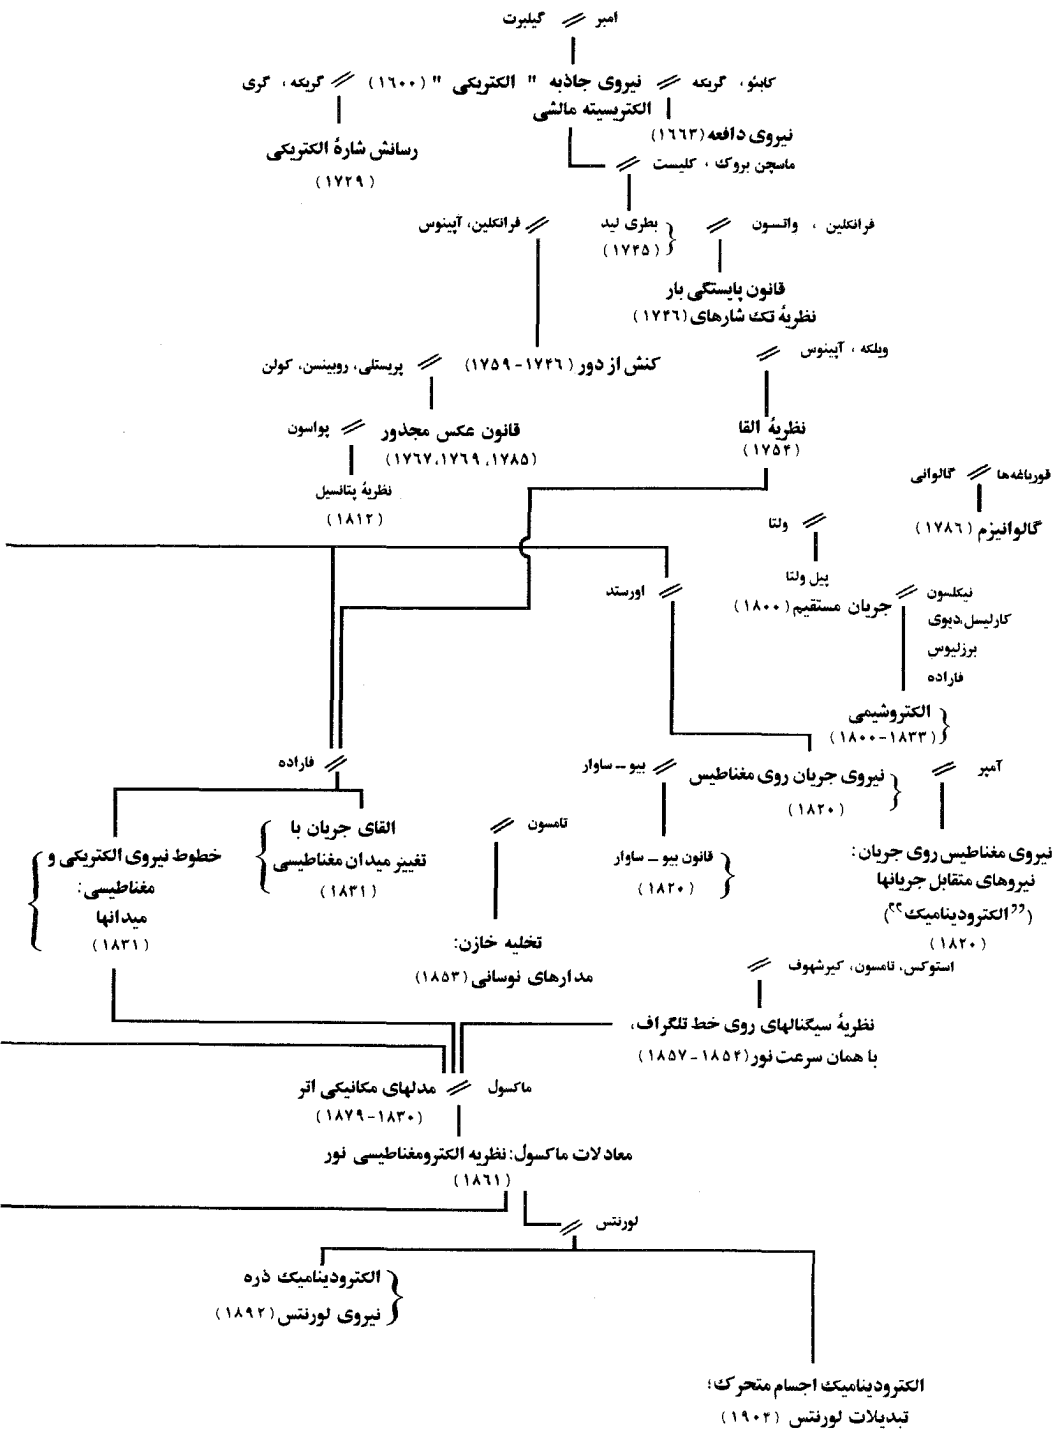 امبر // گیلبرت
کابئو، گریکه // نیروی جاذبه " الکتریکی " (۱۶۰۰) // گریکه، گری
الکتریسیته مالشی
نیروی دافعه (۱۶۶۳)
رسانش شارهٔ الکتریکی
(۱۷۲۹)
ماسچن بروک، کلیست //
فرانکلین، واتسون // بطری لید
(۱۷۴۵)
// فرانکلین، آپینوس
قانون پایستگی بار
نظریهٔ تک شاره‌ای (۱۷۴۶)
ویلکه، آپینوس //
کنش از دور (۱۷۴۶-۱۷۵۹) // پریستلی، روبینسن، کولن
نظریهٔ القا
(۱۷۵۴)
قانون عکس مجذور // پواسون
(۱۷۸۵، ۱۷۶۹، ۱۷۶۷)
قورباغه‌ها // گالوانی
نظریهٔ پتانسیل
(۱۸۱۲)
گالوانیزم (۱۷۸۶)
// ولتا
پیل ولتا
جریان مستقیم (۱۸۰۰)
// اورستد
نیکلسون //
کارلیسل، دیوی
برزلیوس
فاراده
الکتروشیمی
(۱۸۰۰-۱۸۳۳)
// فاراده
آمپر //
نیروی جریان روی مغناطیس // بیو – ساوار
(۱۸۲۰)
تامسون //
القای جریان با
تغییز میدان مغناطیسی
(۱۸۳۱)
خطوط نیروی الکتریکی و
مغناطیسی:
میدانها
(۱۸۳۱)
نیروی مغناطیس روی جریان:
نیروهای متقابل جریانها
(”الکترودینامیک“)
(۱۸۲۰)
قانون بیو – ساوار
(۱۸۲۰)
تخلیه خازن:
مدارهای نوسانی (۱۸۵۳)
استوکس، تامسون، کیرشهوف //
نظریهٔ سیگنالهای روی خط تلگراف،
با همان سرعت نور (۱۸۵۴-۱۸۵۷)
ماکسول // مدلهای مکانیکی اتر
(۱۸۳۰-۱۸۷۹)
معادلات ماکسول: نظریه الکترومغناطیسی نور
(۱۸۶۱)
لورنتس //
الکترودینامیک ذره
نیروی لورنتس (۱۸۹۲)
الکترودینامیک اجسام متحرک؛
تبدیلات لورنتس (۱۹۰۴)